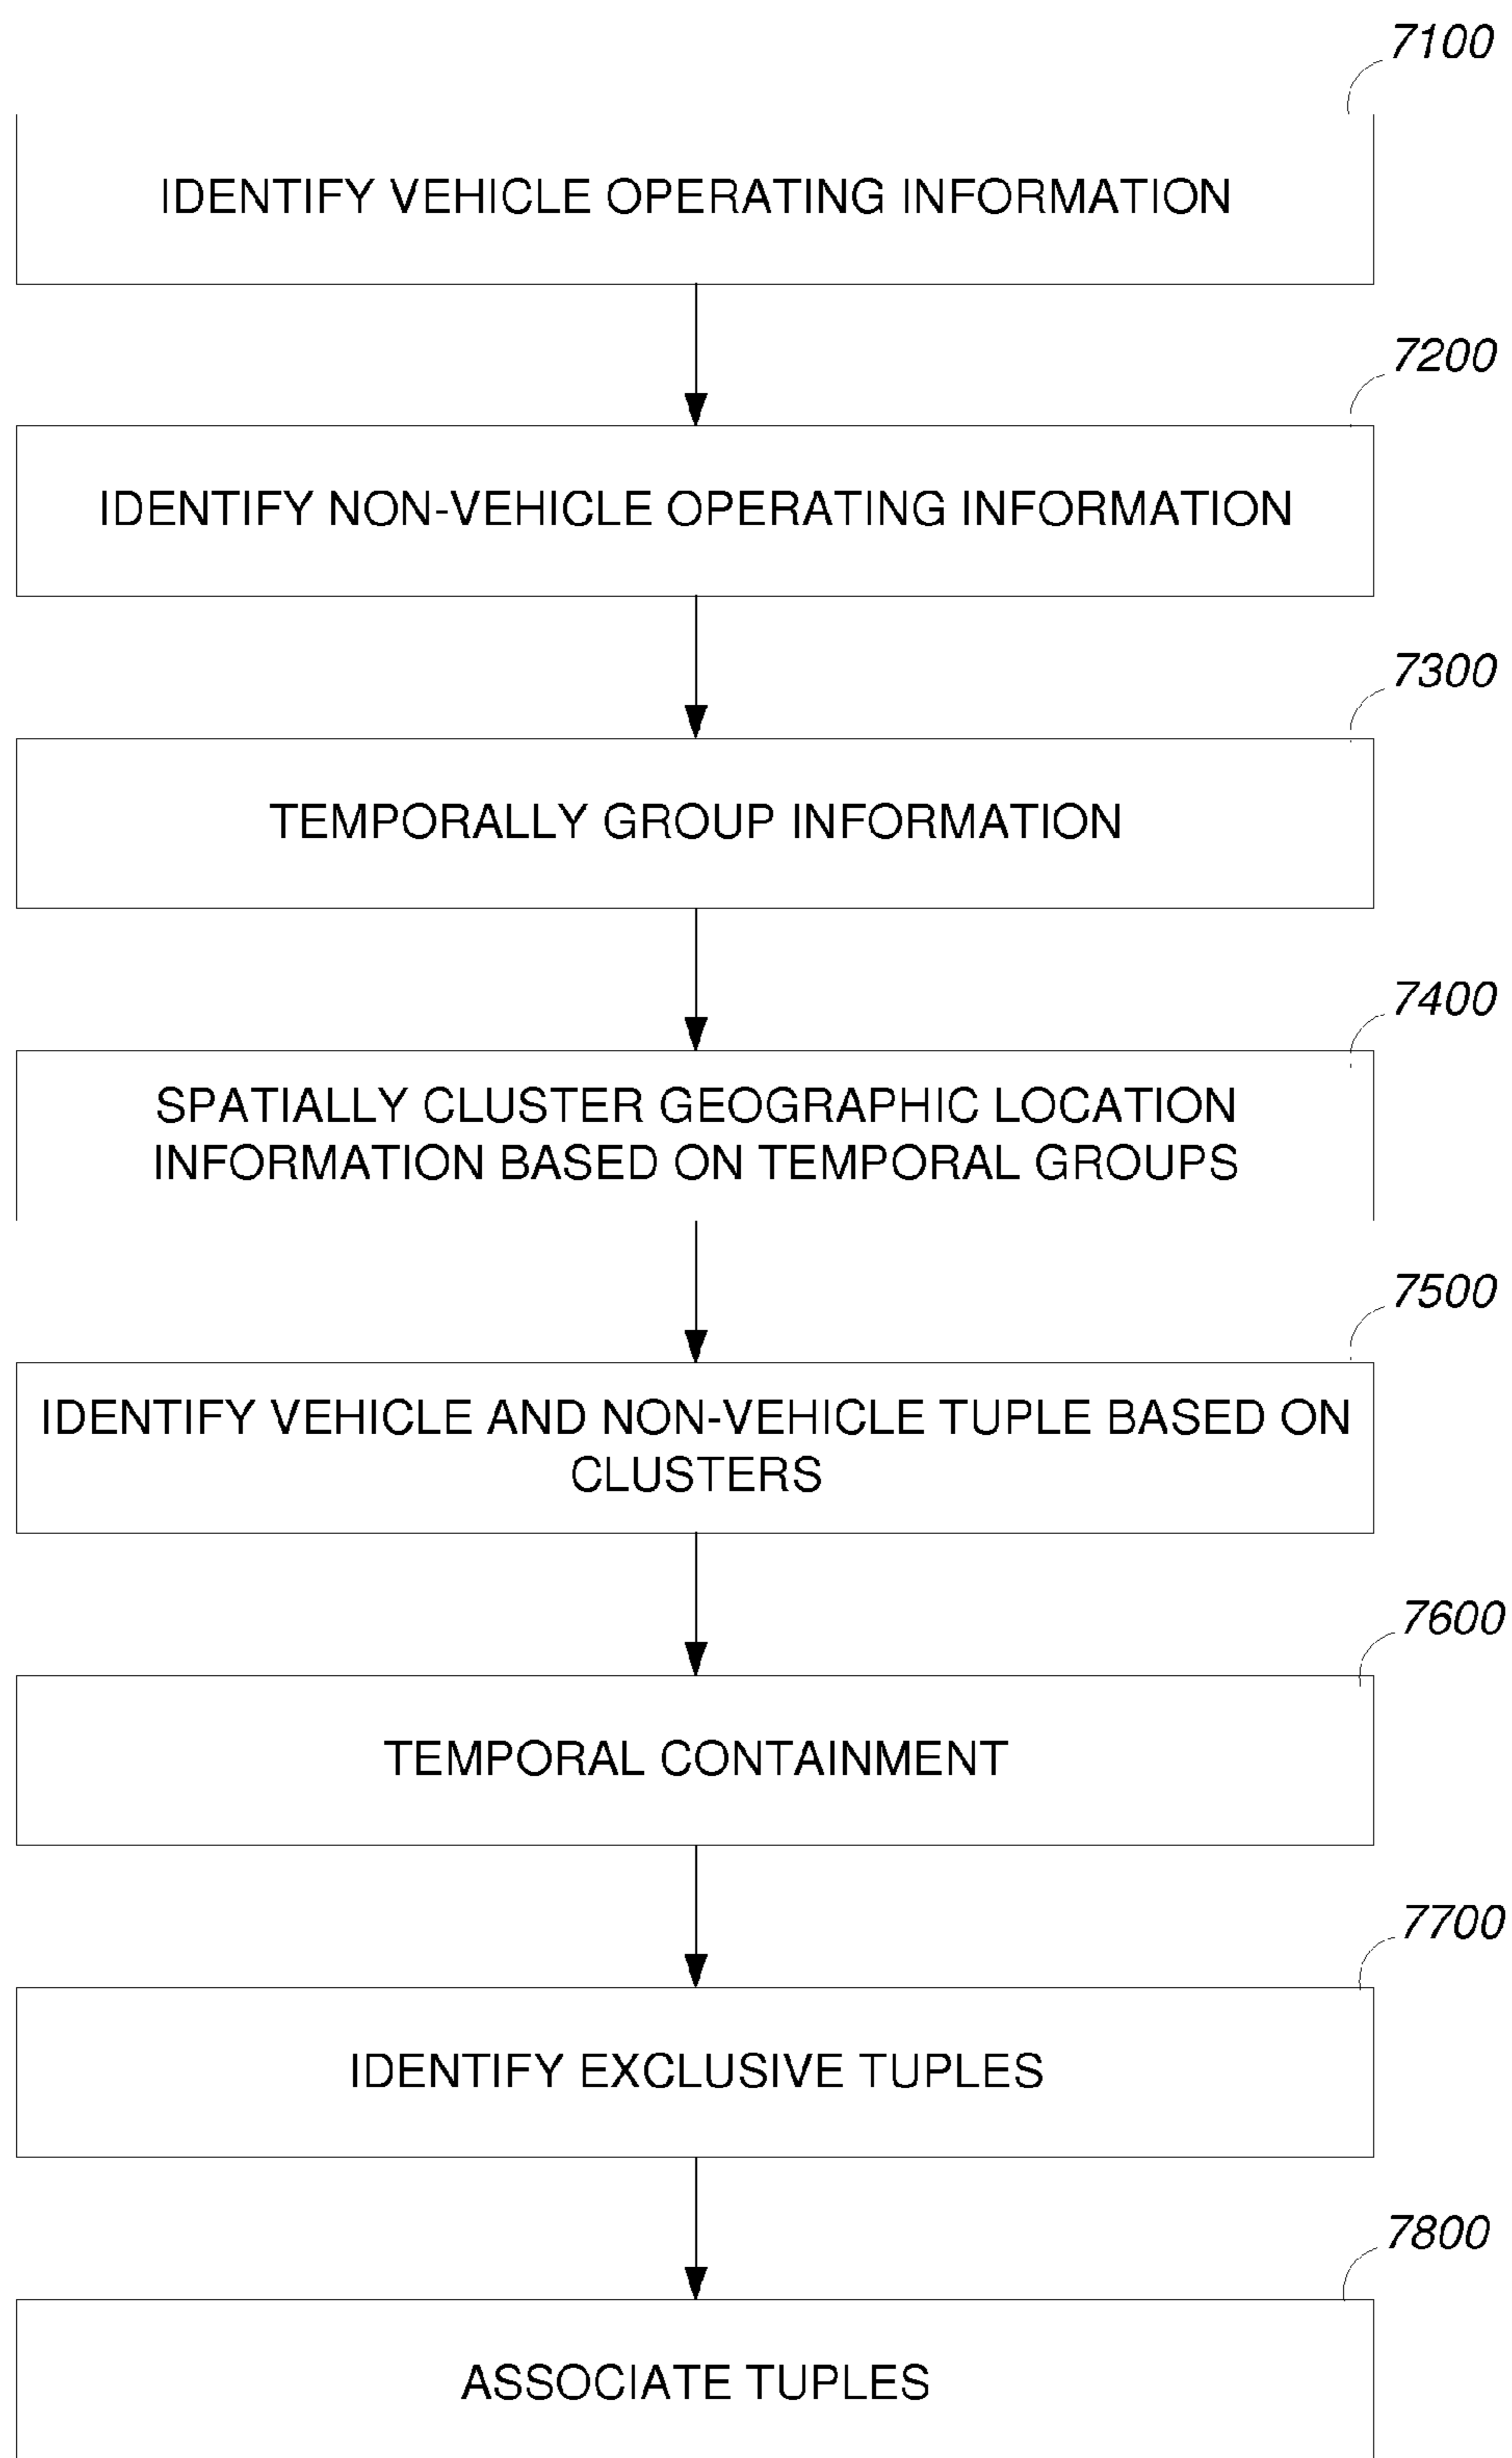 7100
IDENTIFY VEHICLE OPERATING INFORMATION
7200
IDENTIFY NON-VEHICLE OPERATING INFORMATION
7300
TEMPORALLY GROUP INFORMATION
7400
SPATIALLY CLUSTER GEOGRAPHIC LOCATION
INFORMATION BASED ON TEMPORAL GROUPS
7500
IDENTIFY VEHICLE AND NON-VEHICLE TUPLE BASED ON
CLUSTERS
7600
TEMPORAL CONTAINMENT
7700
IDENTIFY EXCLUSIVE TUPLES
7800
ASSOCIATE TUPLES